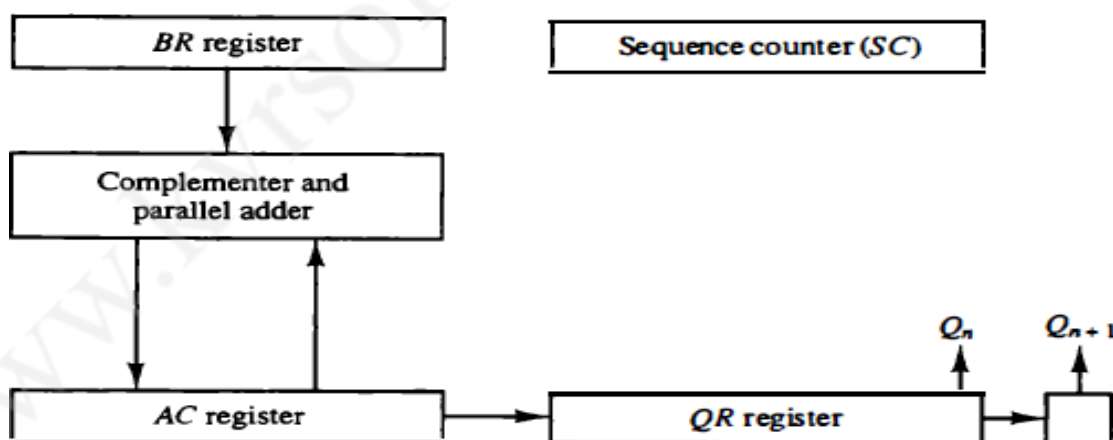 BR register
Sequence counter (SC)
Complementer and
parallel adder
Qn
Qn + 1
AC register
QR register